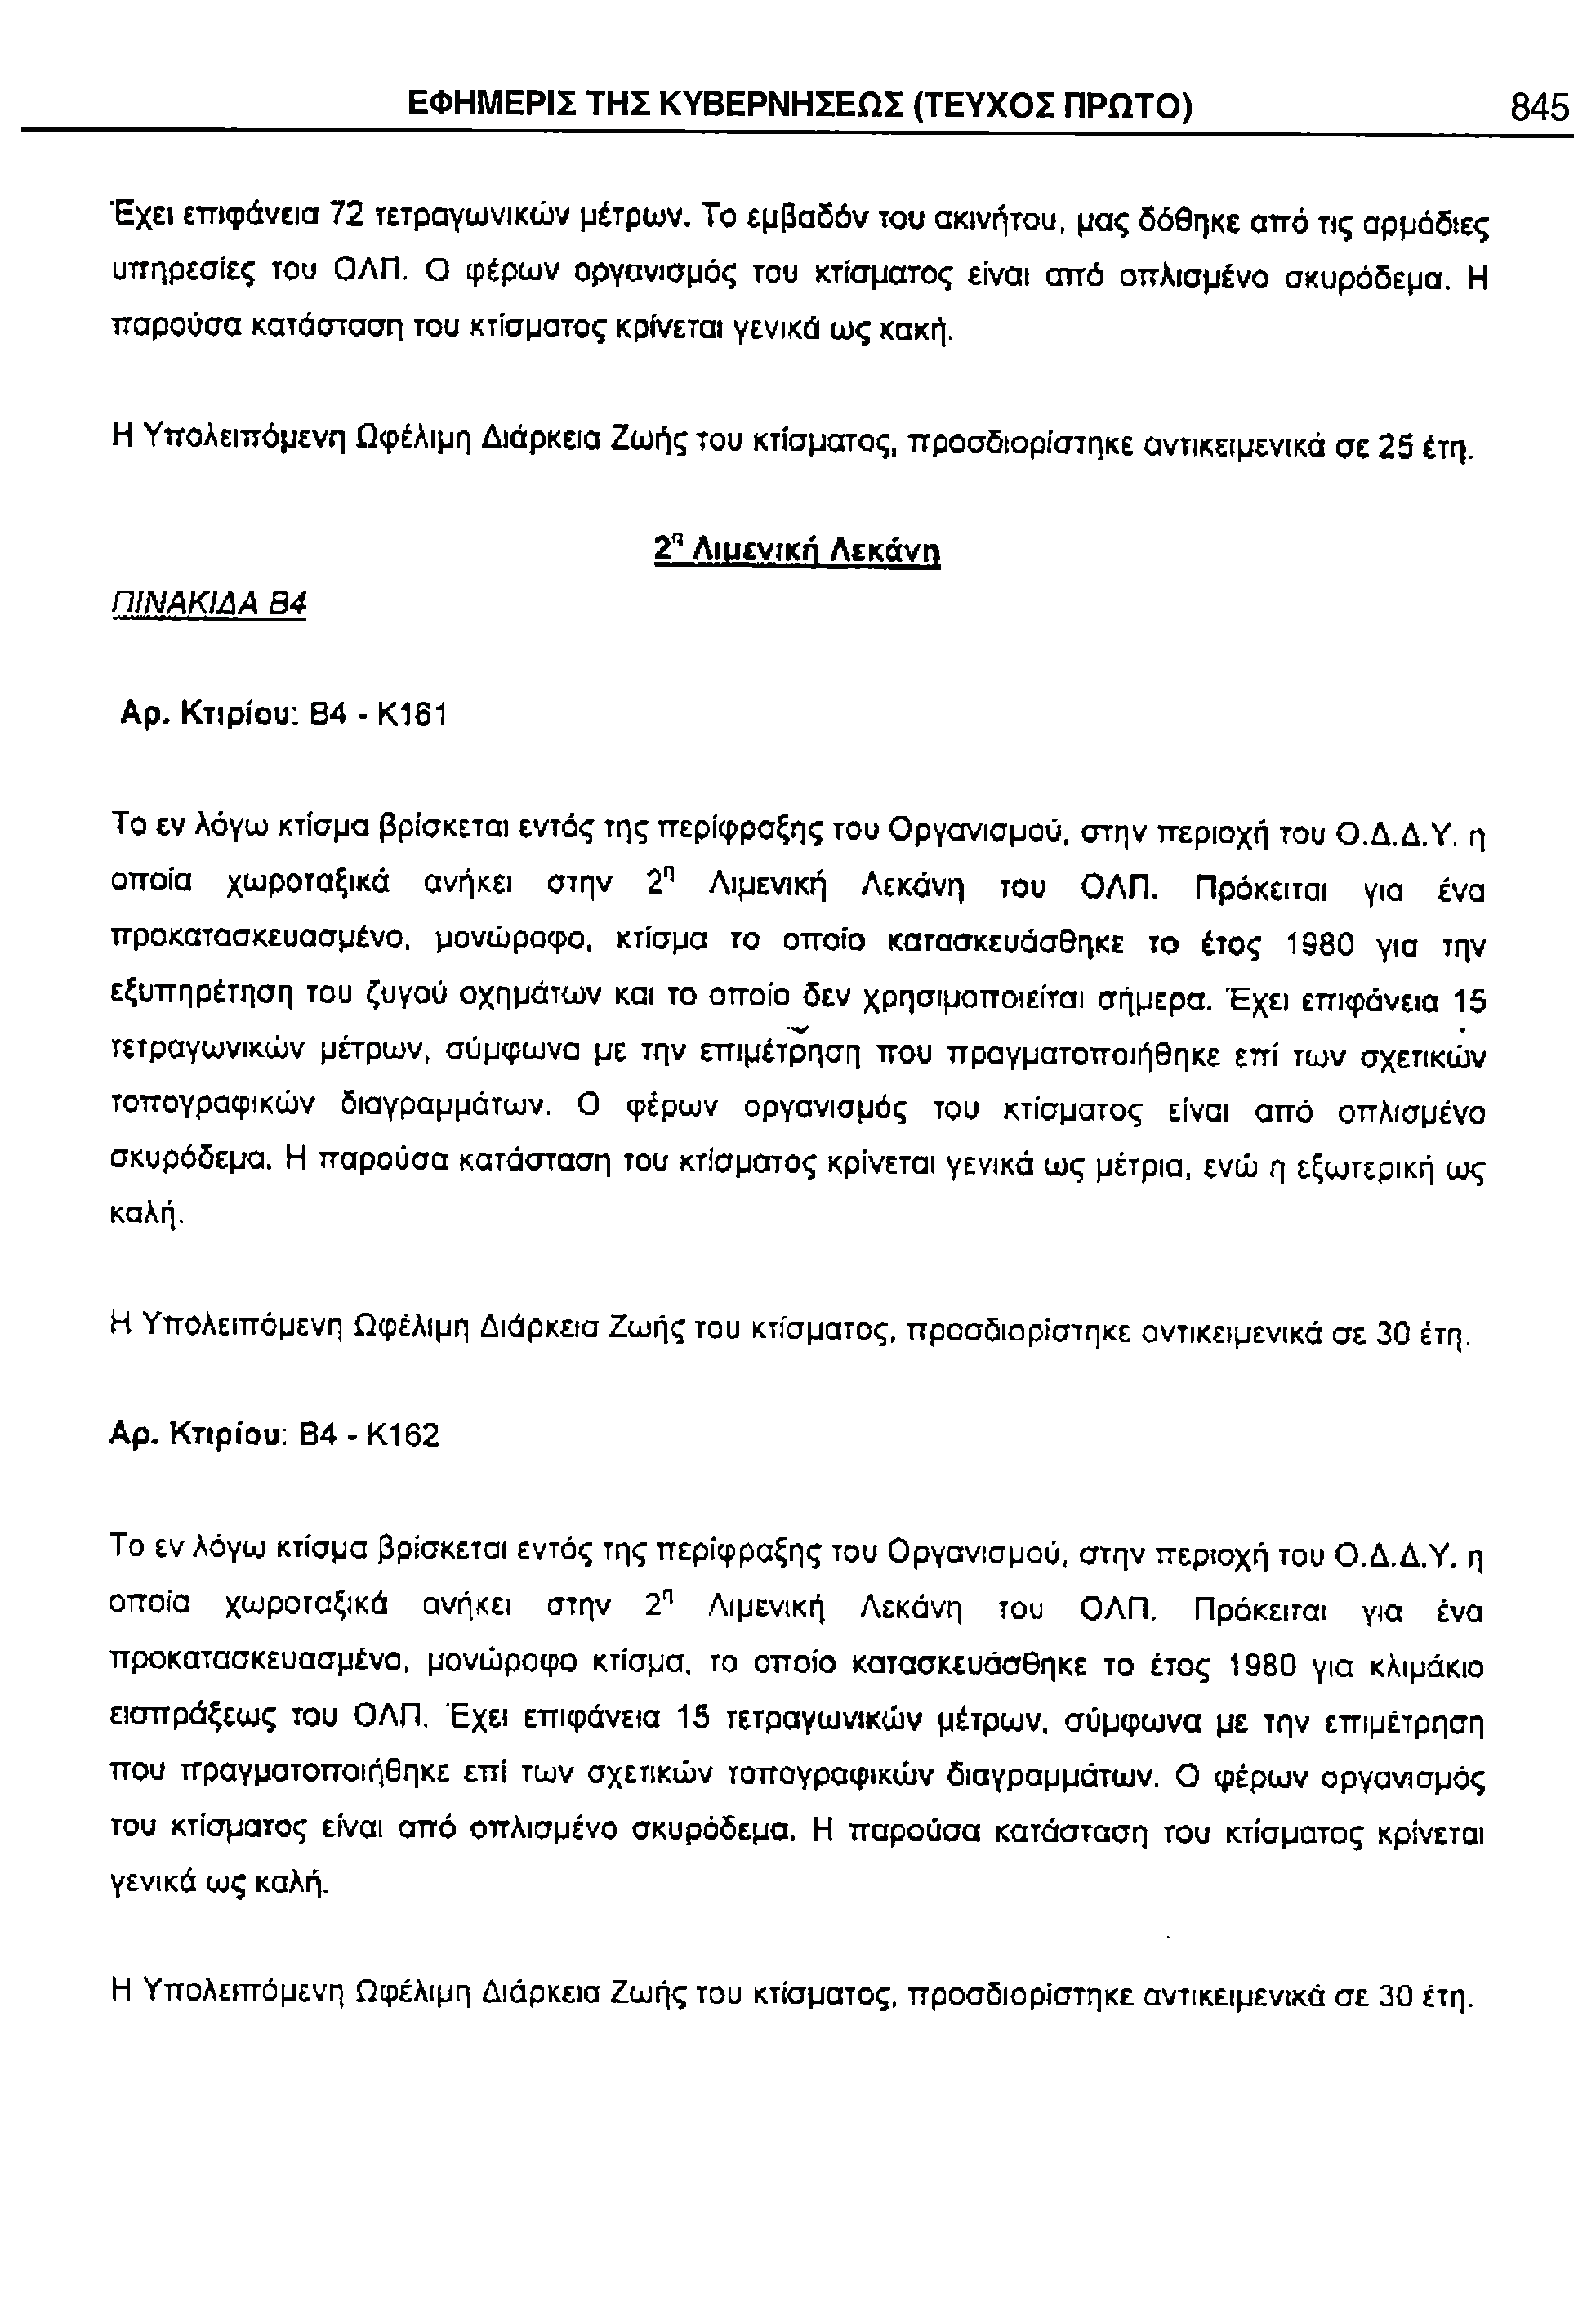 ΕΦΗΜΕΡΙΣ ΤΗΣ ΚΥΒΕΡΝΗΣΕΩΣ (ΤΕΥΧΟΣ ΠΡΩΤΟ) 845
Έχει επιφάνεια 72 τετραγωνικών μέτρων. Το εμβαδόν του ακινήτου, μας δόθηκε από τις αρμόδιες
υπηρεσίες του ΟΛΠ. Ο φέρων οργανισμός του κτίσματος είναι από οπλισμένο σκυρόδεμα. Η
παρούσα κατάσταση του κτίσματος κρίνεται γενικά ως κακή.
Η Υπολειπόμενη Ωφέλιμη Διάρκεια Ζωής του κτίσματος, προσδιορίστηκε αντικειμενικά σε 25 έτη.
2η Λιμενική Λεκάνη
ΠΙΝΑΚΙΔΑ Β4
Αρ. Κτιρίου: Β4 - Κ161
Το εν λόγω κτίσμα βρίσκεται εντός της περίφραξης του Οργανισμού, στην περιοχή του Ο.Δ.Δ.Υ. η
οποία χωροταξικά ανήκει στην 2η Λιμενική Λεκάνη του ΟΛΠ. Πρόκειται για ένα
προκατασκευασμένο, μονώροφο, κτίσμα το οποίο κατασκευάσθηκε το έτος 1980 για την
εξυπηρέτηση του ζυγού οχημάτων και το οποίο δεν χρησιμοποιείται σήμερα. Έχει επιφάνεια 15
τετραγωνικών μέτρων, σύμφωνα με την επιμέτρηση που πραγματοποιήθηκε επί των σχετικών
τοπογραφικών διαγραμμάτων. Ο φέρων οργανισμός του κτίσματος είναι από οπλισμένο
σκυρόδεμα. Η παρούσα κατάσταση του κτίσματος κρίνεται γενικά ως μέτρια, ενώ η εξωτερική ως
καλή.
Η Υπολειπόμενη Ωφέλιμη Διάρκεια Ζωής του κτίσματος, προσδιορίστηκε αντικειμενικά σε 30 έτη.
Αρ. Κτιρίου: Β4 - Κ162
Το εν λόγω κτίσμα βρίσκεται εντός της περίφραξης του Οργανισμού, στην περιοχή του Ο.Δ.Δ.Υ. η
οποία χωροταξικά ανήκει στην 2η Λιμενική Λεκάνη του ΟΛΠ. Πρόκειται για ένα
προκατασκευασμένο, μονώροφο κτίσμα, το οποίο κατασκευάσθηκε το έτος 1980 για κλιμάκιο
εισπράξεως του ΟΛΠ. Έχει επιφάνεια 15 τετραγωνικών μέτρων, σύμφωνα με την επιμέτρηση
που πραγματοποιήθηκε επί των σχετικών τοπογραφικών διαγραμμάτων. Ο φέρων οργανισμός
του κτίσματος είναι από οπλισμένο σκυρόδεμα. Η παρούσα κατάσταση του κτίσματος κρίνεται
γενικά ως καλή.
Η Υπολειπόμενη Ωφέλιμη Διάρκεια Ζωής του κτίσματος, προσδιορίστηκε αντικειμενικά σε 30 έτη.